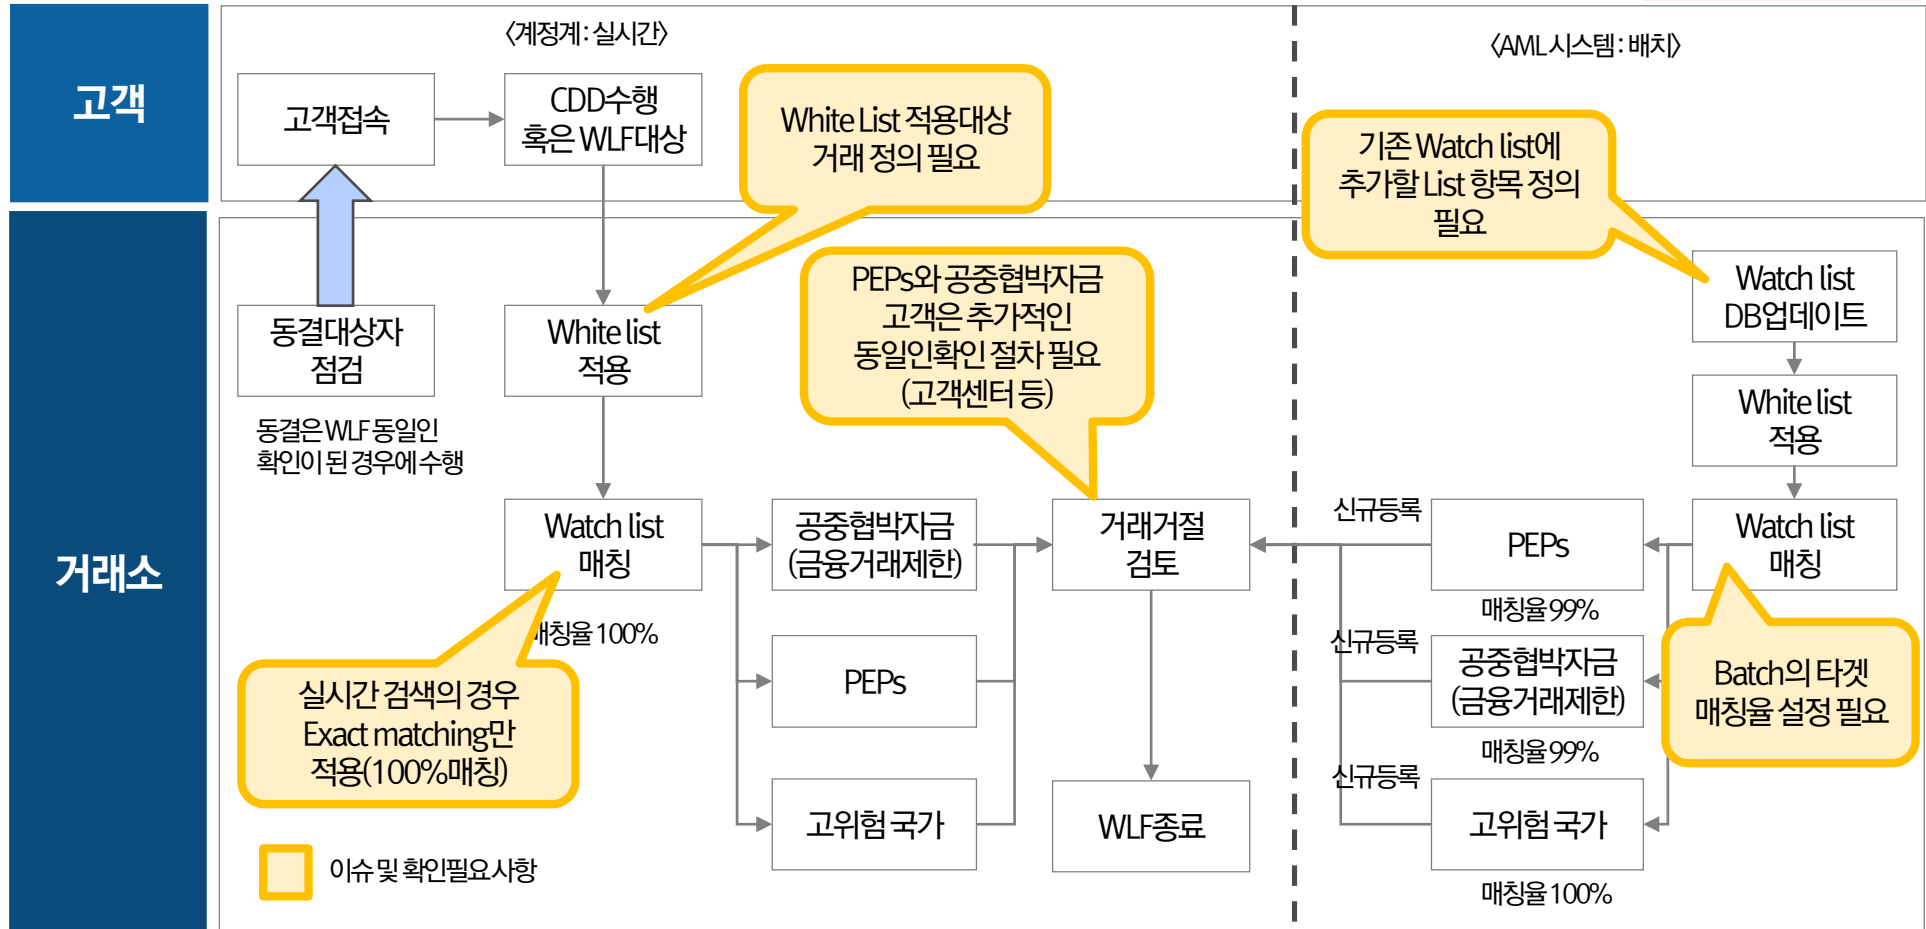 고객
〈계정계 : 실시간〉
고객접속
CDD수행
혹은 WLF대상
White List 적용대상
거래 정의 필요
〈AML 시스템 : 배치〉
기존 Watch list에
추가할 List 항목 정의
필요
거래소
동결대상자
점검
동결은 WLF 동일인
확인이 된 경우에 수행
White list
적용
PEPs와 공중협박자금
고객은 추가적인
동일인확인 절차 필요
(고객센터 등)
Watch list
매칭
매칭율 100%
실시간 검색의 경우
Exact matching만
적용(100%매칭)
공중협박자금
(금융거래제한)
PEPs
고위험 국가
거래거절
검토
WLF종료
Watch list
DB업데이트
White list
적용
Watch list
매칭
Batch의 타겟
매칭율 설정 필요
신규등록
PEPs
매칭율 99%
신규등록
공중협박자금
(금융거래제한)
매칭율 99%
신규등록
고위험 국가
매칭율 100%
이슈 및 확인필요사항